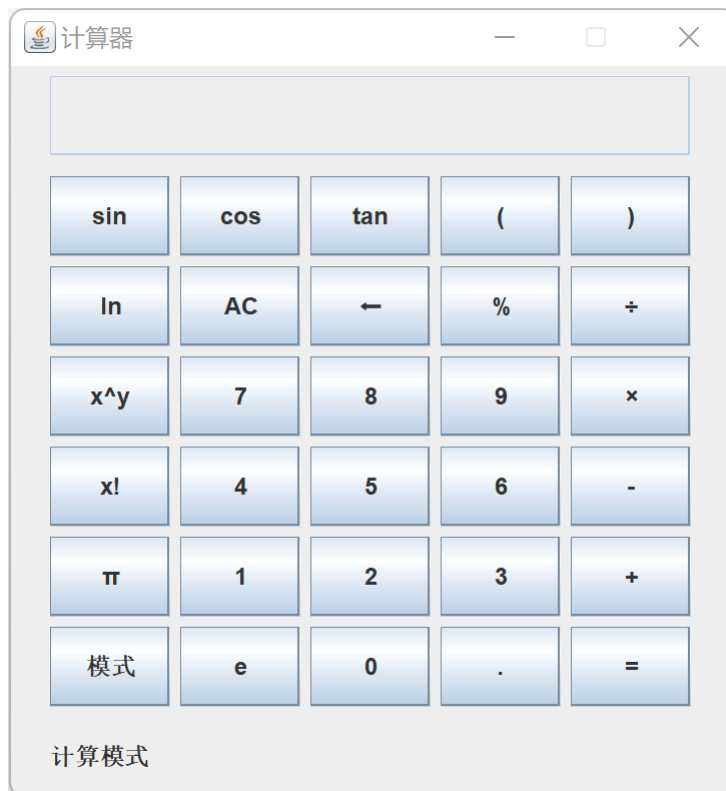 计算器
sin cos tan ( )
ln AC ← % ÷
x^y 7 8 9 ×
x! 4 5 6 -
π 1 2 3 +
模式 e 0 . =
计算模式